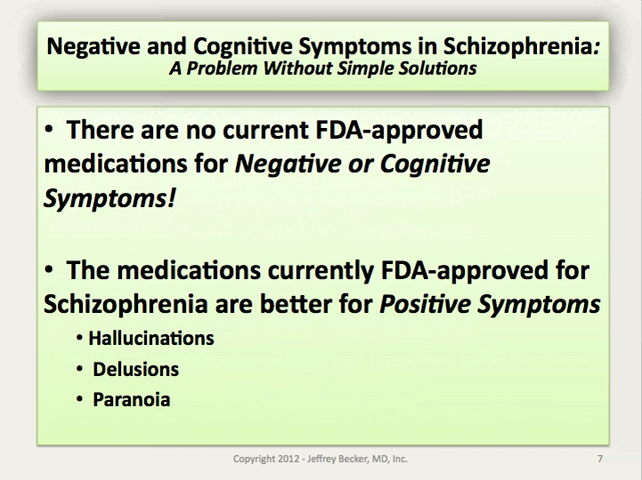 Negative and Cognitive Symptoms in Schizophrenia:
A Problem Without Simple Solutions
• There are no current FDA-approved
medications for Negative or Cognitive
Symptoms!
• The medications currently FDA-approved for
Schizophrenia are better for Positive Symptoms
• Hallucinations
• Delusions
• Paranoia
Copyright 2012 - Jeffrey Becker, MD, Inc.
7